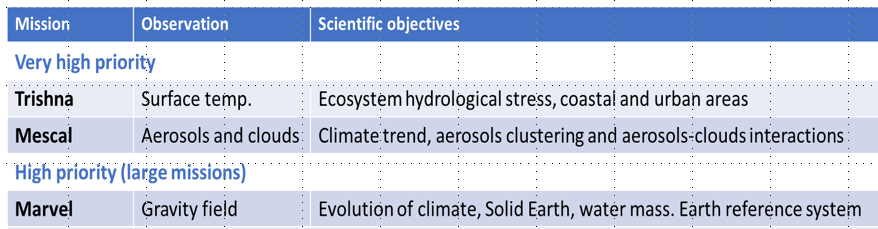 Mission Observation Scientific objectives
Very high priority
Trishna Surface temp. Ecosystem hydrological stress, coastal and urban areas
Mescal Aerosols and clouds Climate trend, aerosols clustering and aerosols-clouds interactions
High priority (large missions)
Marvel Gravity field Evolution of climate, Solid Earth, water mass. Earth reference system